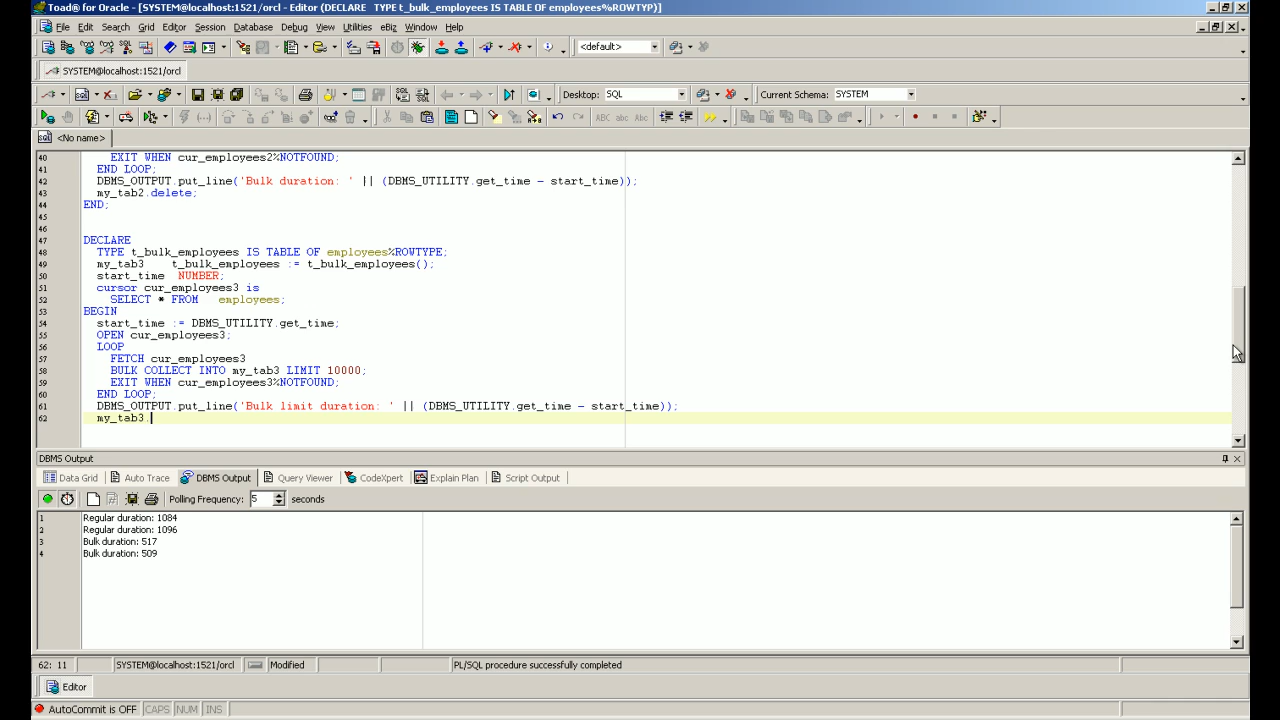 Toad® for Oracle - [SYSTEM@localhost:1521/orcl - Editor (DECLARE   TYPE t_bulk_employees IS TABLE OF employees%ROWTYP)]
File Edit Search Grid Editor Session Database Debug View Utilities eBiz Window Help
<default>
SYSTEM@localhost:1521/orcl
Desktop: SQL Current Schema: SYSTEM
<No name>
40 EXIT WHEN cur_employees2%NOTFOUND;
41 END LOOP;
42 DBMS_OUTPUT.put_line('Bulk duration: ' || (DBMS_UTILITY.get_time - start_time));
43 my_tab2.delete;
44 END;
45
46
47 DECLARE
48 TYPE t_bulk_employees IS TABLE OF employees%ROWTYPE;
49 my_tab3    t_bulk_employees := t_bulk_employees();
50 start_time  NUMBER;
51 cursor cur_employees3 is
52 SELECT * FROM   employees;
53 BEGIN
54 start_time := DBMS_UTILITY.get_time;
55 OPEN cur_employees3;
56 LOOP
57 FETCH cur_employees3
58 BULK COLLECT INTO my_tab3 LIMIT 10000;
59 EXIT WHEN cur_employees3%NOTFOUND;
60 END LOOP;
61 DBMS_OUTPUT.put_line('Bulk limit duration: ' || (DBMS_UTILITY.get_time - start_time));
62 my_tab3.
DBMS Output
Data Grid Auto Trace DBMS Output Query Viewer CodeXpert Explain Plan Script Output
Polling Frequency: 5 seconds
1 Regular duration: 1084
2 Regular duration: 1096
3 Bulk duration: 517
4 Bulk duration: 509
62: 11 SYSTEM@localhost:1521/orcl Modified PL/SQL procedure successfully completed
Editor
AutoCommit is OFF CAPS NUM INS